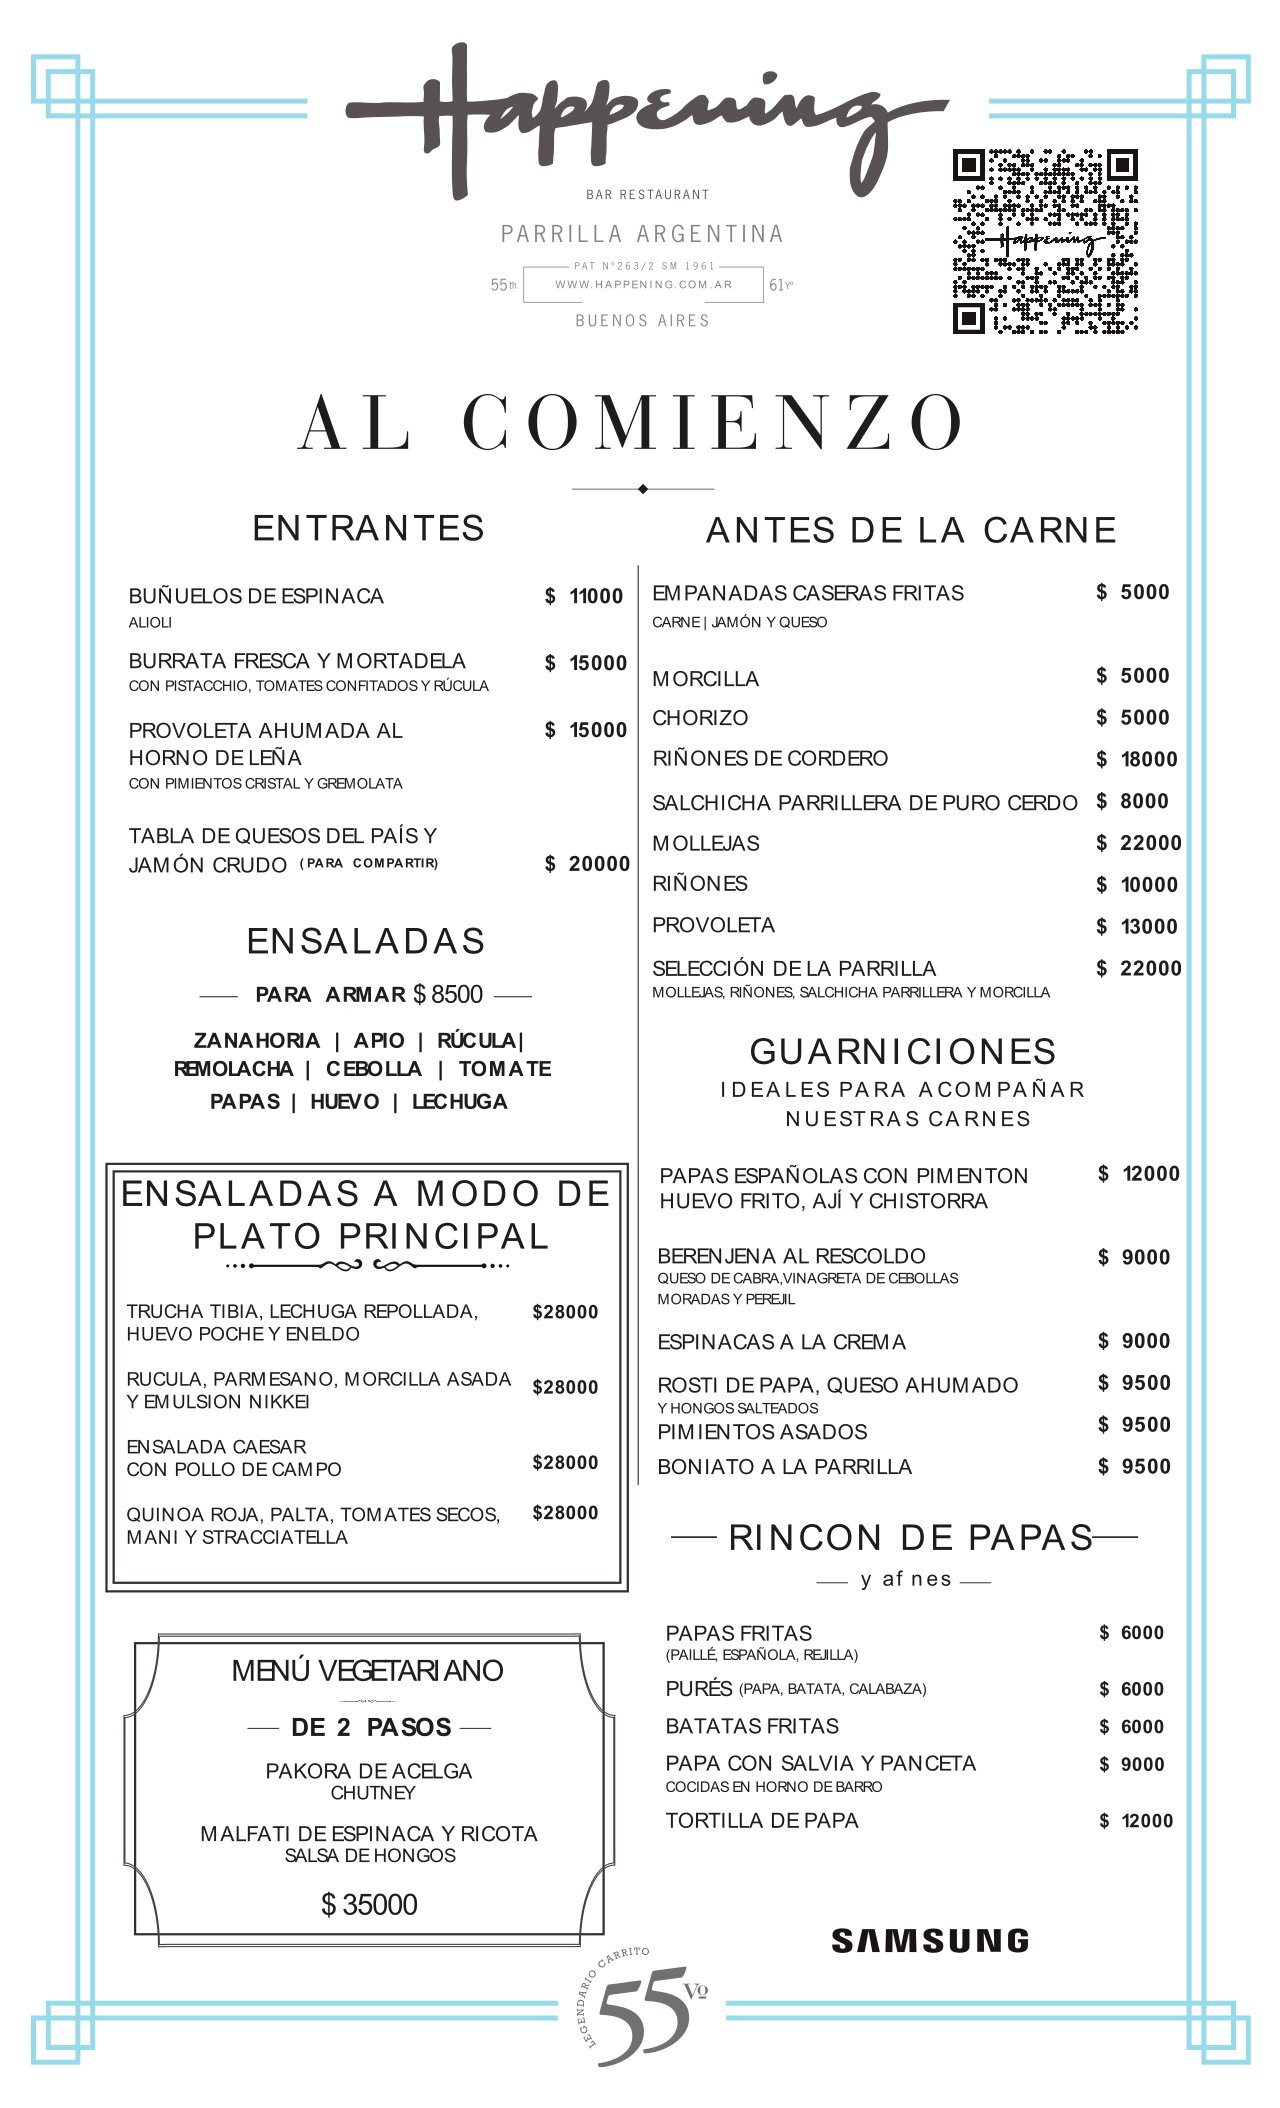 Happening
BAR RESTAURANT
PARRILLA ARGENTINA
PAT Nº263/2 SM 1961
55th WWW.HAPPENING.COM.AR 61Yº
BUENOS AIRES
Happening
AL COMIENZO
ENTRANTES
BUÑUELOS DE ESPINACA $ 11000
ALIOLI
BURRATA FRESCA Y MORTADELA $ 15000
CON PISTACCHIO, TOMATES CONFITADOS Y RÚCULA
PROVOLETA AHUMADA AL $ 15000
HORNO DE LEÑA
CON PIMIENTOS CRISTAL Y GREMOLATA
TABLA DE QUESOS DEL PAÍS Y
JAMÓN CRUDO (PARA COMPARTIR) $ 20000
ENSALADAS
PARA ARMAR $ 8500
ZANAHORIA | APIO | RÚCULA|
REMOLACHA | CEBOLLA | TOMATE
PAPAS | HUEVO | LECHUGA
ENSALADAS A MODO DE
PLATO PRINCIPAL
TRUCHA TIBIA, LECHUGA REPOLLADA, $28000
HUEVO POCHE Y ENELDO
RUCULA, PARMESANO, MORCILLA ASADA $28000
Y EMULSION NIKKEI
ENSALADA CAESAR
CON POLLO DE CAMPO $28000
QUINOA ROJA, PALTA, TOMATES SECOS, $28000
MANI Y STRACCIATELLA
MENÚ VEGETARIANO
DE 2 PASOS
PAKORA DE ACELGA
CHUTNEY
MALFATI DE ESPINACA Y RICOTA
SALSA DE HONGOS
$ 35000
ANTES DE LA CARNE
EMPANADAS CASERAS FRITAS $ 5000
CARNE | JAMÓN Y QUESO
MORCILLA $ 5000
CHORIZO $ 5000
RIÑONES DE CORDERO $ 18000
SALCHICHA PARRILLERA DE PURO CERDO $ 8000
MOLLEJAS $ 22000
RIÑONES $ 10000
PROVOLETA $ 13000
SELECCIÓN DE LA PARRILLA $ 22000
MOLLEJAS, RIÑONES, SALCHICHA PARRILLERA Y MORCILLA
GUARNICIONES
IDEALES PARA ACOMPAÑAR
NUESTRAS CARNES
PAPAS ESPAÑOLAS CON PIMENTON $ 12000
HUEVO FRITO, AJÍ Y CHISTORRA
BERENJENA AL RESCOLDO $ 9000
QUESO DE CABRA,VINAGRETA DE CEBOLLAS
MORADAS Y PEREJIL
ESPINACAS A LA CREMA $ 9000
ROSTI DE PAPA, QUESO AHUMADO $ 9500
Y HONGOS SALTEADOS
PIMIENTOS ASADOS $ 9500
BONIATO A LA PARRILLA $ 9500
RINCON DE PAPAS
y af nes
PAPAS FRITAS $ 6000
(PAILLÉ, ESPAÑOLA, REJILLA)
PURÉS (PAPA, BATATA, CALABAZA) $ 6000
BATATAS FRITAS $ 6000
PAPA CON SALVIA Y PANCETA $ 9000
COCIDAS EN HORNO DE BARRO
TORTILLA DE PAPA $ 12000
SAMSUNG
LEGENDARIO CARRITO
55 Vº